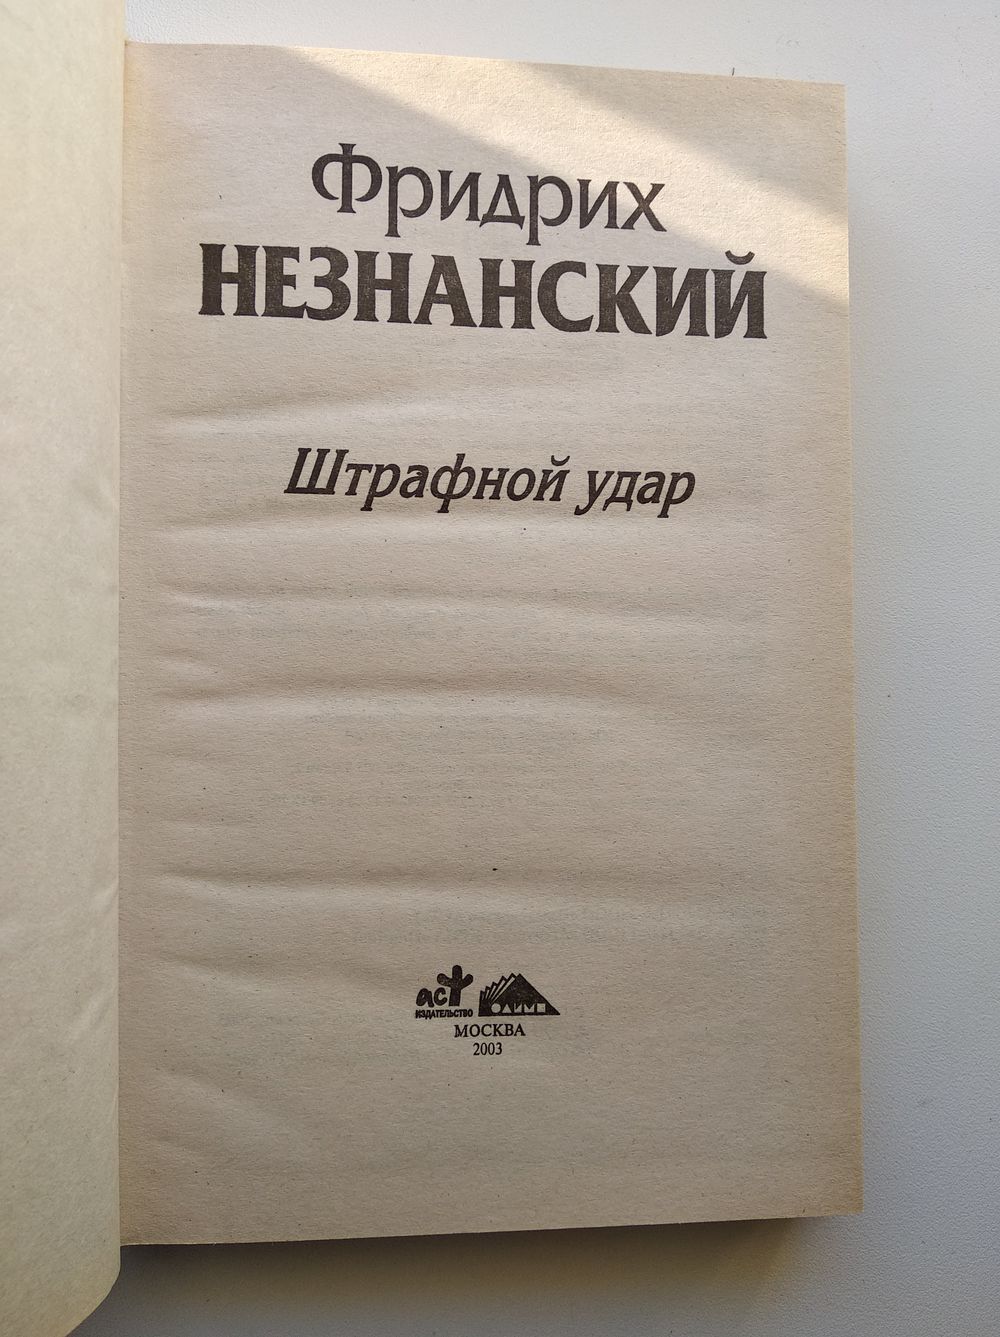 Фридрих
НЕЗНАНСКИЙ
Штрафной удар
аст
ИЗДАТЕЛЬСТВО
ОЛИМП
МОСКВА
2003